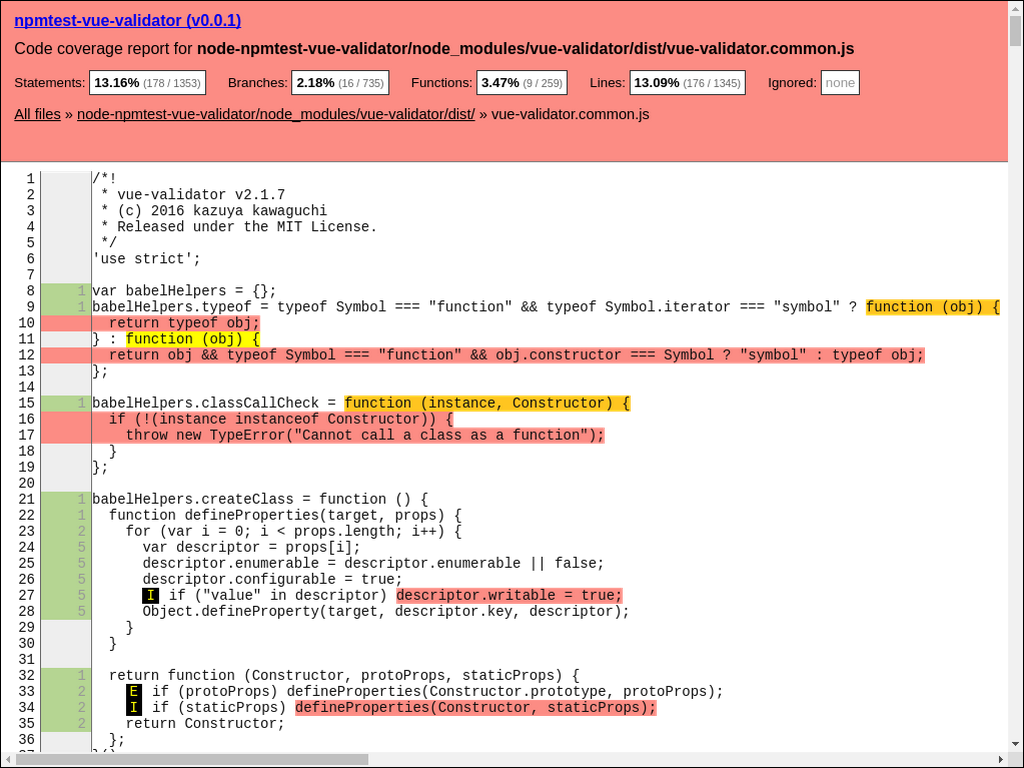 npmtest-vue-validator (v0.0.1)
Code coverage report for node-npmtest-vue-validator/node_modules/vue-validator/dist/vue-validator.common.js
Statements: 13.16% (178 / 1353) Branches: 2.18% (16 / 735) Functions: 3.47% (9 / 259) Lines: 13.09% (176 / 1345) Ignored: none
All files » node-npmtest-vue-validator/node_modules/vue-validator/dist/ » vue-validator.common.js
1 /*!
2  * vue-validator v2.1.7
3  * (c) 2016 kazuya kawaguchi
4  * Released under the MIT License.
5  */
6 'use strict';
7
8 1 var babelHelpers = {};
9 1 babelHelpers.typeof = typeof Symbol === "function" && typeof Symbol.iterator === "symbol" ? function (obj) {
10   return typeof obj;
11 } : function (obj) {
12   return obj && typeof Symbol === "function" && obj.constructor === Symbol ? "symbol" : typeof obj;
13 };
14
15 1 babelHelpers.classCallCheck = function (instance, Constructor) {
16   if (!(instance instanceof Constructor)) {
17     throw new TypeError("Cannot call a class as a function");
18   }
19 };
20
21 1 babelHelpers.createClass = function () {
22 1   function defineProperties(target, props) {
23 2     for (var i = 0; i < props.length; i++) {
24 5       var descriptor = props[i];
25 5       descriptor.enumerable = descriptor.enumerable || false;
26 5       descriptor.configurable = true;
27 5       I if ("value" in descriptor) descriptor.writable = true;
28 5       Object.defineProperty(target, descriptor.key, descriptor);
29     }
30   }
31
32 1   return function (Constructor, protoProps, staticProps) {
33 2     E if (protoProps) defineProperties(Constructor.prototype, protoProps);
34 2     I if (staticProps) defineProperties(Constructor, staticProps);
35 2     return Constructor;
36   };